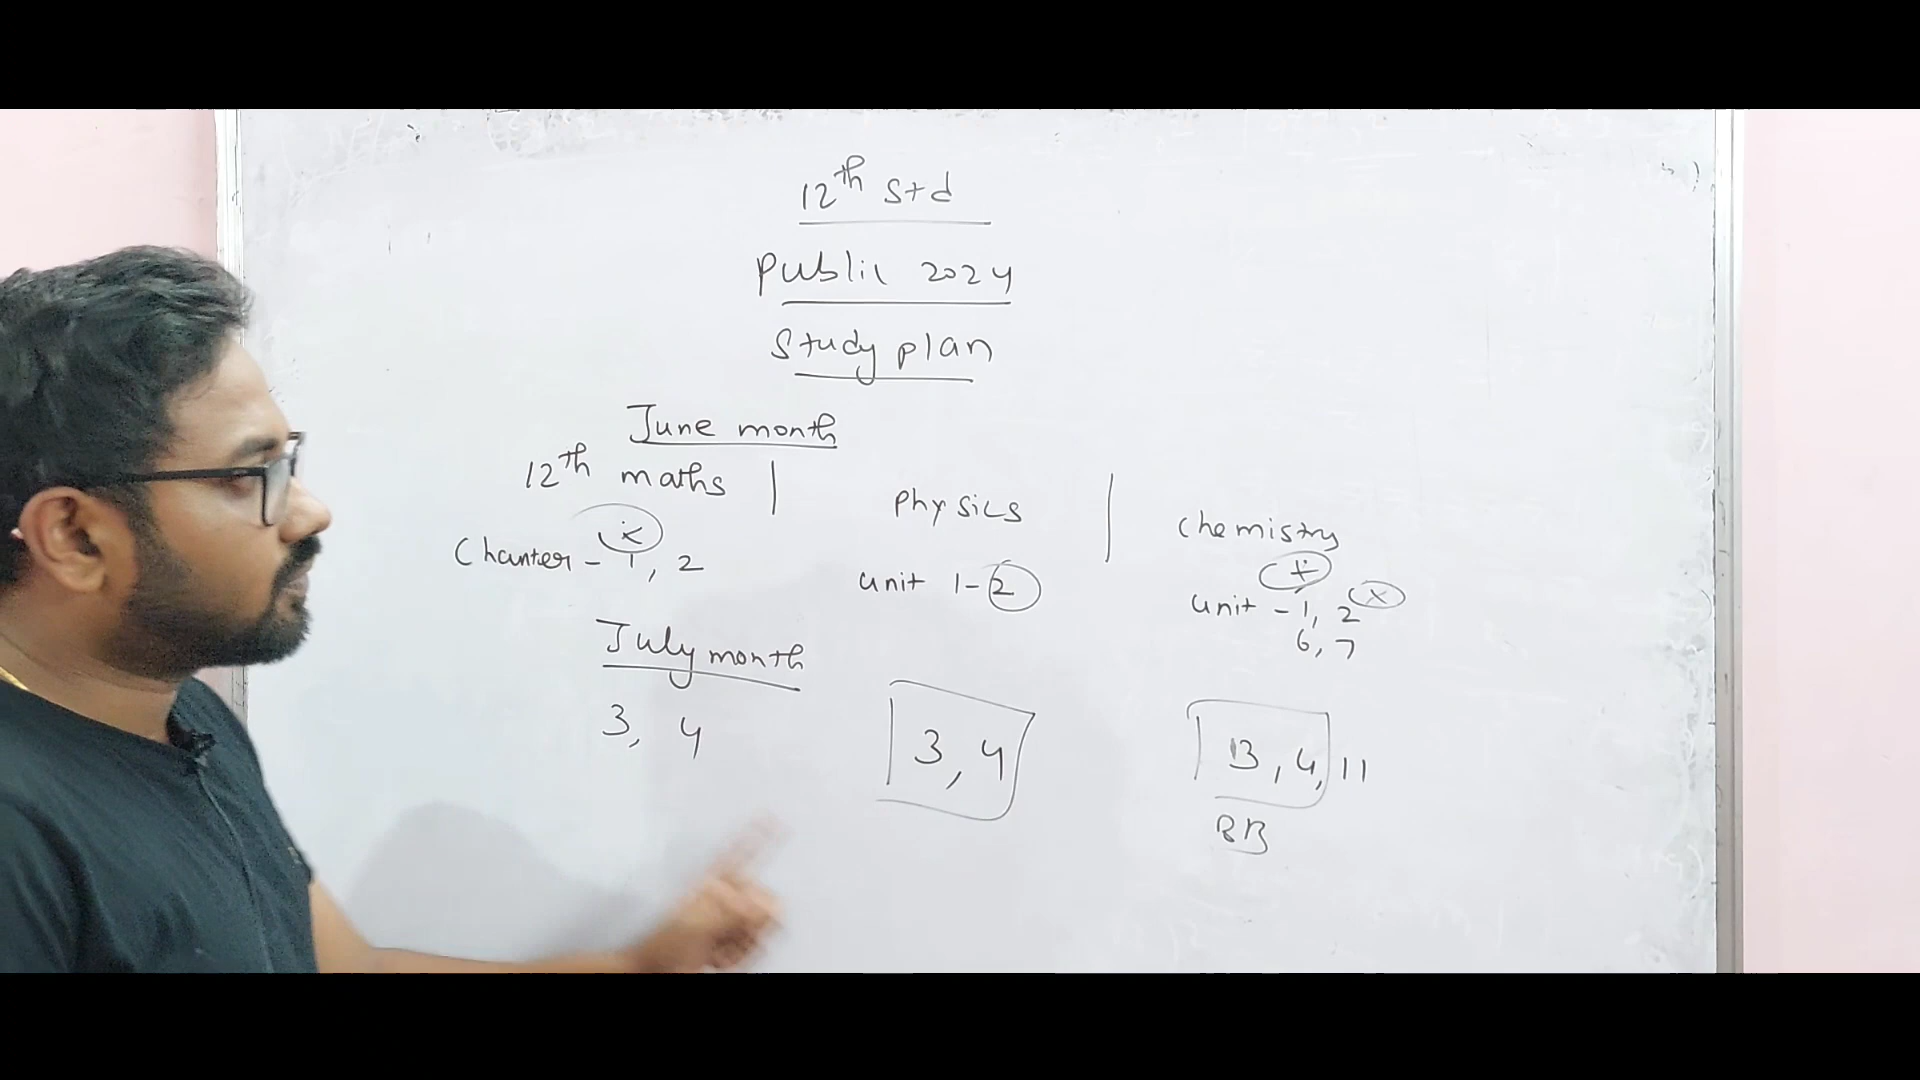 12th std
Public 2024
Study plan
June month
12th maths | Physics | Chemistry
x
Chapter - 1, 2
unit 1-2
x
unit - 1, 2 x
6, 7
July month
3, 4
3, 4
3, 4, 11
BB